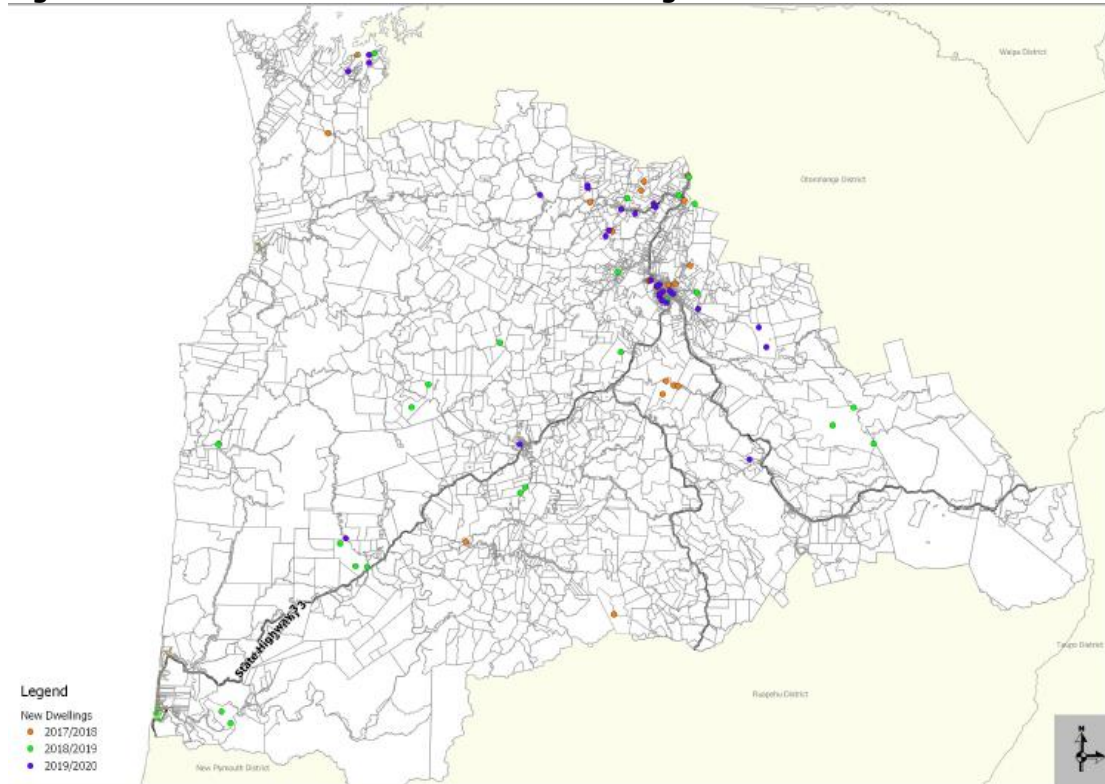 Waipa District
Otorohanga District
State Highway 3
3
Taupo District
Ruapehu District
New Plymouth District
Legend
New Dwellings
2017/2018
2018/2019
2019/2020
N